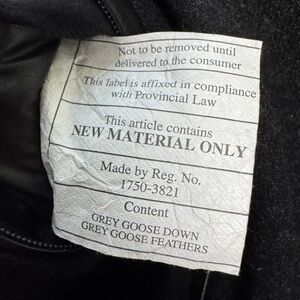 Not to be removed until
delivered to the consumer
This label is affixed in compliance
with Provincial Law
This article contains
NEW MATERIAL ONLY
Made by Reg. No.
1750-3821
Content
GREY GOOSE DOWN
GREY GOOSE FEATHERS